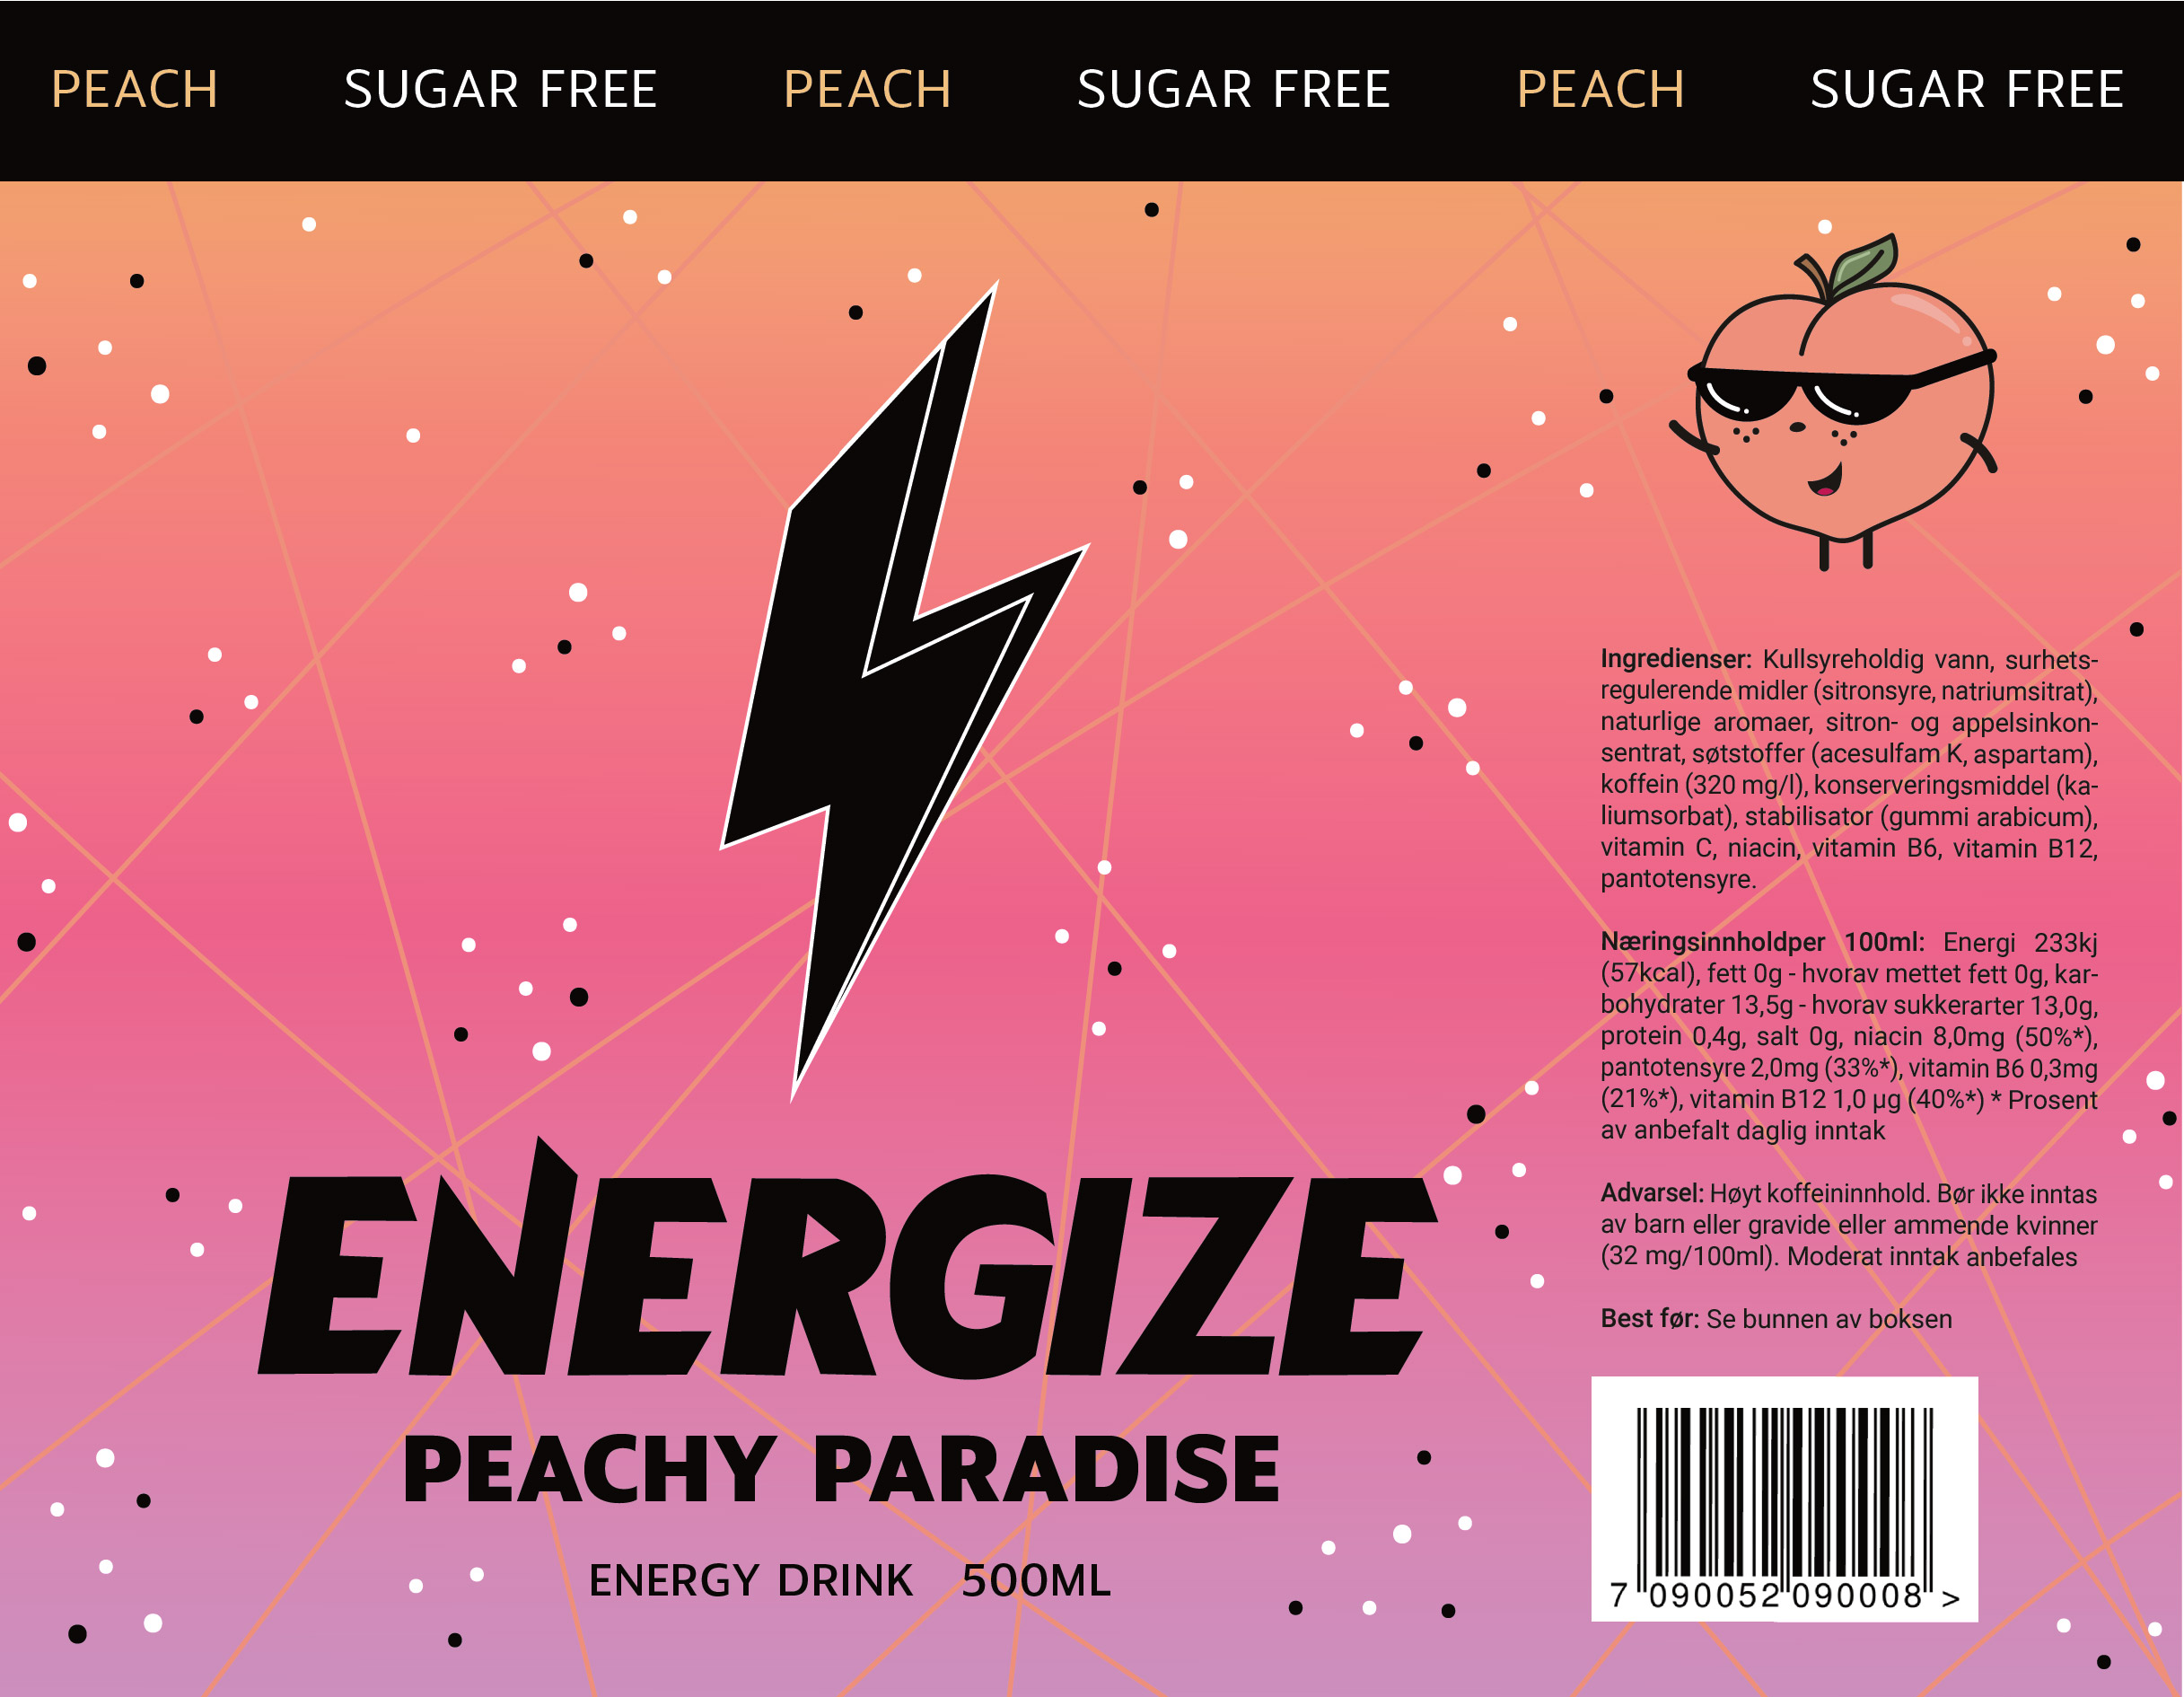 PEACH SUGAR FREE PEACH SUGAR FREE PEACH SUGAR FREE
ENERGIZE
PEACHY PARADISE
ENERGY DRINK 500ML
Ingredienser: Kullsyreholdig vann, surhets-
regulerende midler (sitronsyre, natriumsitrat),
naturlige aromaer, sitron- og appelsinkon-
sentrat, søtstoffer (acesulfam K, aspartam),
koffein (320 mg/l), konserveringsmiddel (ka-
liumsorbat), stabilisator (gummi arabicum),
vitamin C, niacin, vitamin B6, vitamin B12,
pantotensyre.
Næringsinnholdper 100ml: Energi 233kj
(57kcal), fett 0g - hvorav mettet fett 0g, kar-
bohydrater 13,5g - hvorav sukkerarter 13,0g,
protein 0,4g, salt 0g, niacin 8,0mg (50%*),
pantotensyre 2,0mg (33%*), vitamin B6 0,3mg
(21%*), vitamin B12 1,0 µg (40%*) * Prosent
av anbefalt daglig inntak
Advarsel: Høyt koffeininnhold. Bør ikke inntas
av barn eller gravide eller ammende kvinner
(32 mg/100ml). Moderat inntak anbefales
Best før: Se bunnen av boksen
7 090052 090008 >